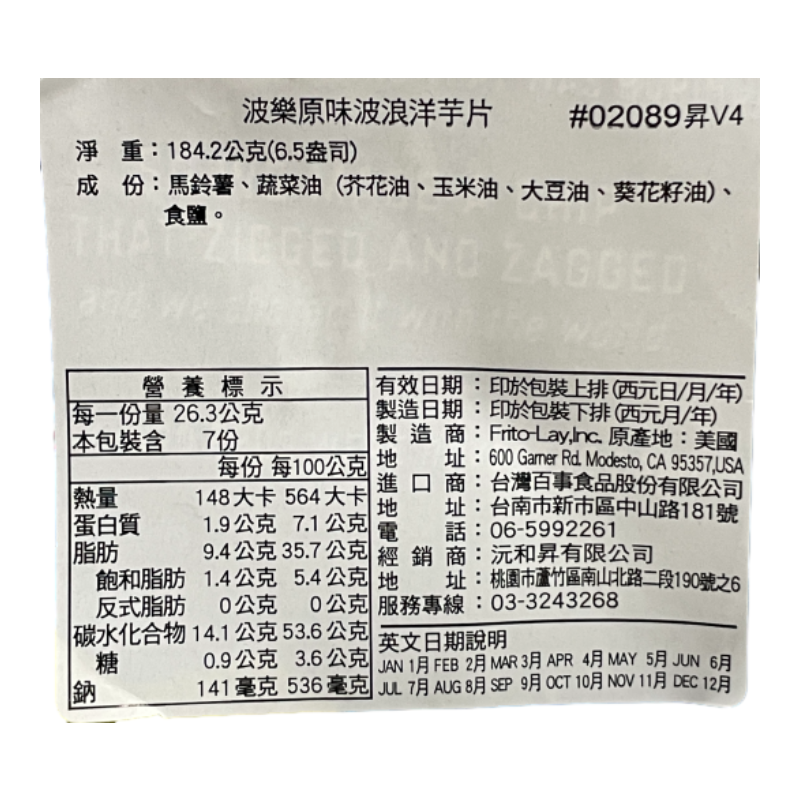 波樂原味波浪洋芋片 #02089昇V4
淨 重：184.2公克(6.5盎司)
成 份：馬鈴薯、蔬菜油（芥花油、玉米油、大豆油、葵花籽油）、
食鹽。
THAT ZIGGED AND ZAGGED
營養標示
每一份量 26.3公克
本包裝含 7份
每份 每100公克
熱量 148大卡 564大卡
蛋白質 1.9公克 7.1公克
脂肪 9.4公克 35.7公克
飽和脂肪 1.4公克 5.4公克
反式脂肪 0公克 0公克
碳水化合物 14.1公克 53.6公克
糖 0.9公克 3.6公克
鈉 141毫克 536毫克
有效日期：印於包裝上排(西元日/月/年)
製造日期：印於包裝下排(西元月/年)
製造商：Frito-Lay,Inc. 原產地：美國
地 址：600 Garner Rd. Modesto, CA 95357,USA
進口商：台灣百事食品股份有限公司
地 址：台南市新市區中山路181號
電 話：06-5992261
經銷商：沅和昇有限公司
地 址：桃園市蘆竹區南山北路二段190號之6
服務專線：03-3243268
英文日期說明
JAN 1月 FEB 2月 MAR 3月 APR 4月 MAY 5月 JUN 6月
JUL 7月 AUG 8月 SEP 9月 OCT 10月 NOV 11月 DEC 12月